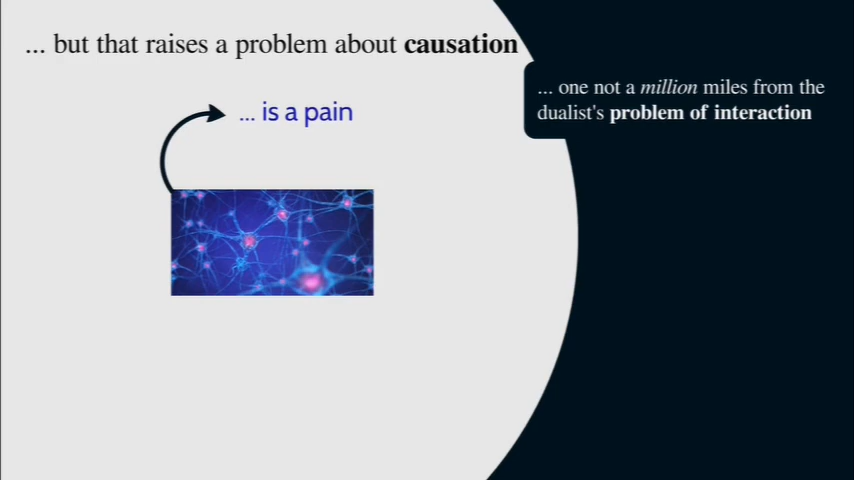 ... but that raises a problem about causation
... one not a million miles from the
dualist's problem of interaction
... is a pain